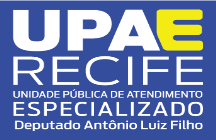 UPAE
RECIFE
UNIDADE PÚBLICA DE ATENDIMENTO
ESPECIALIZADO
Deputado Antônio Luiz Filho